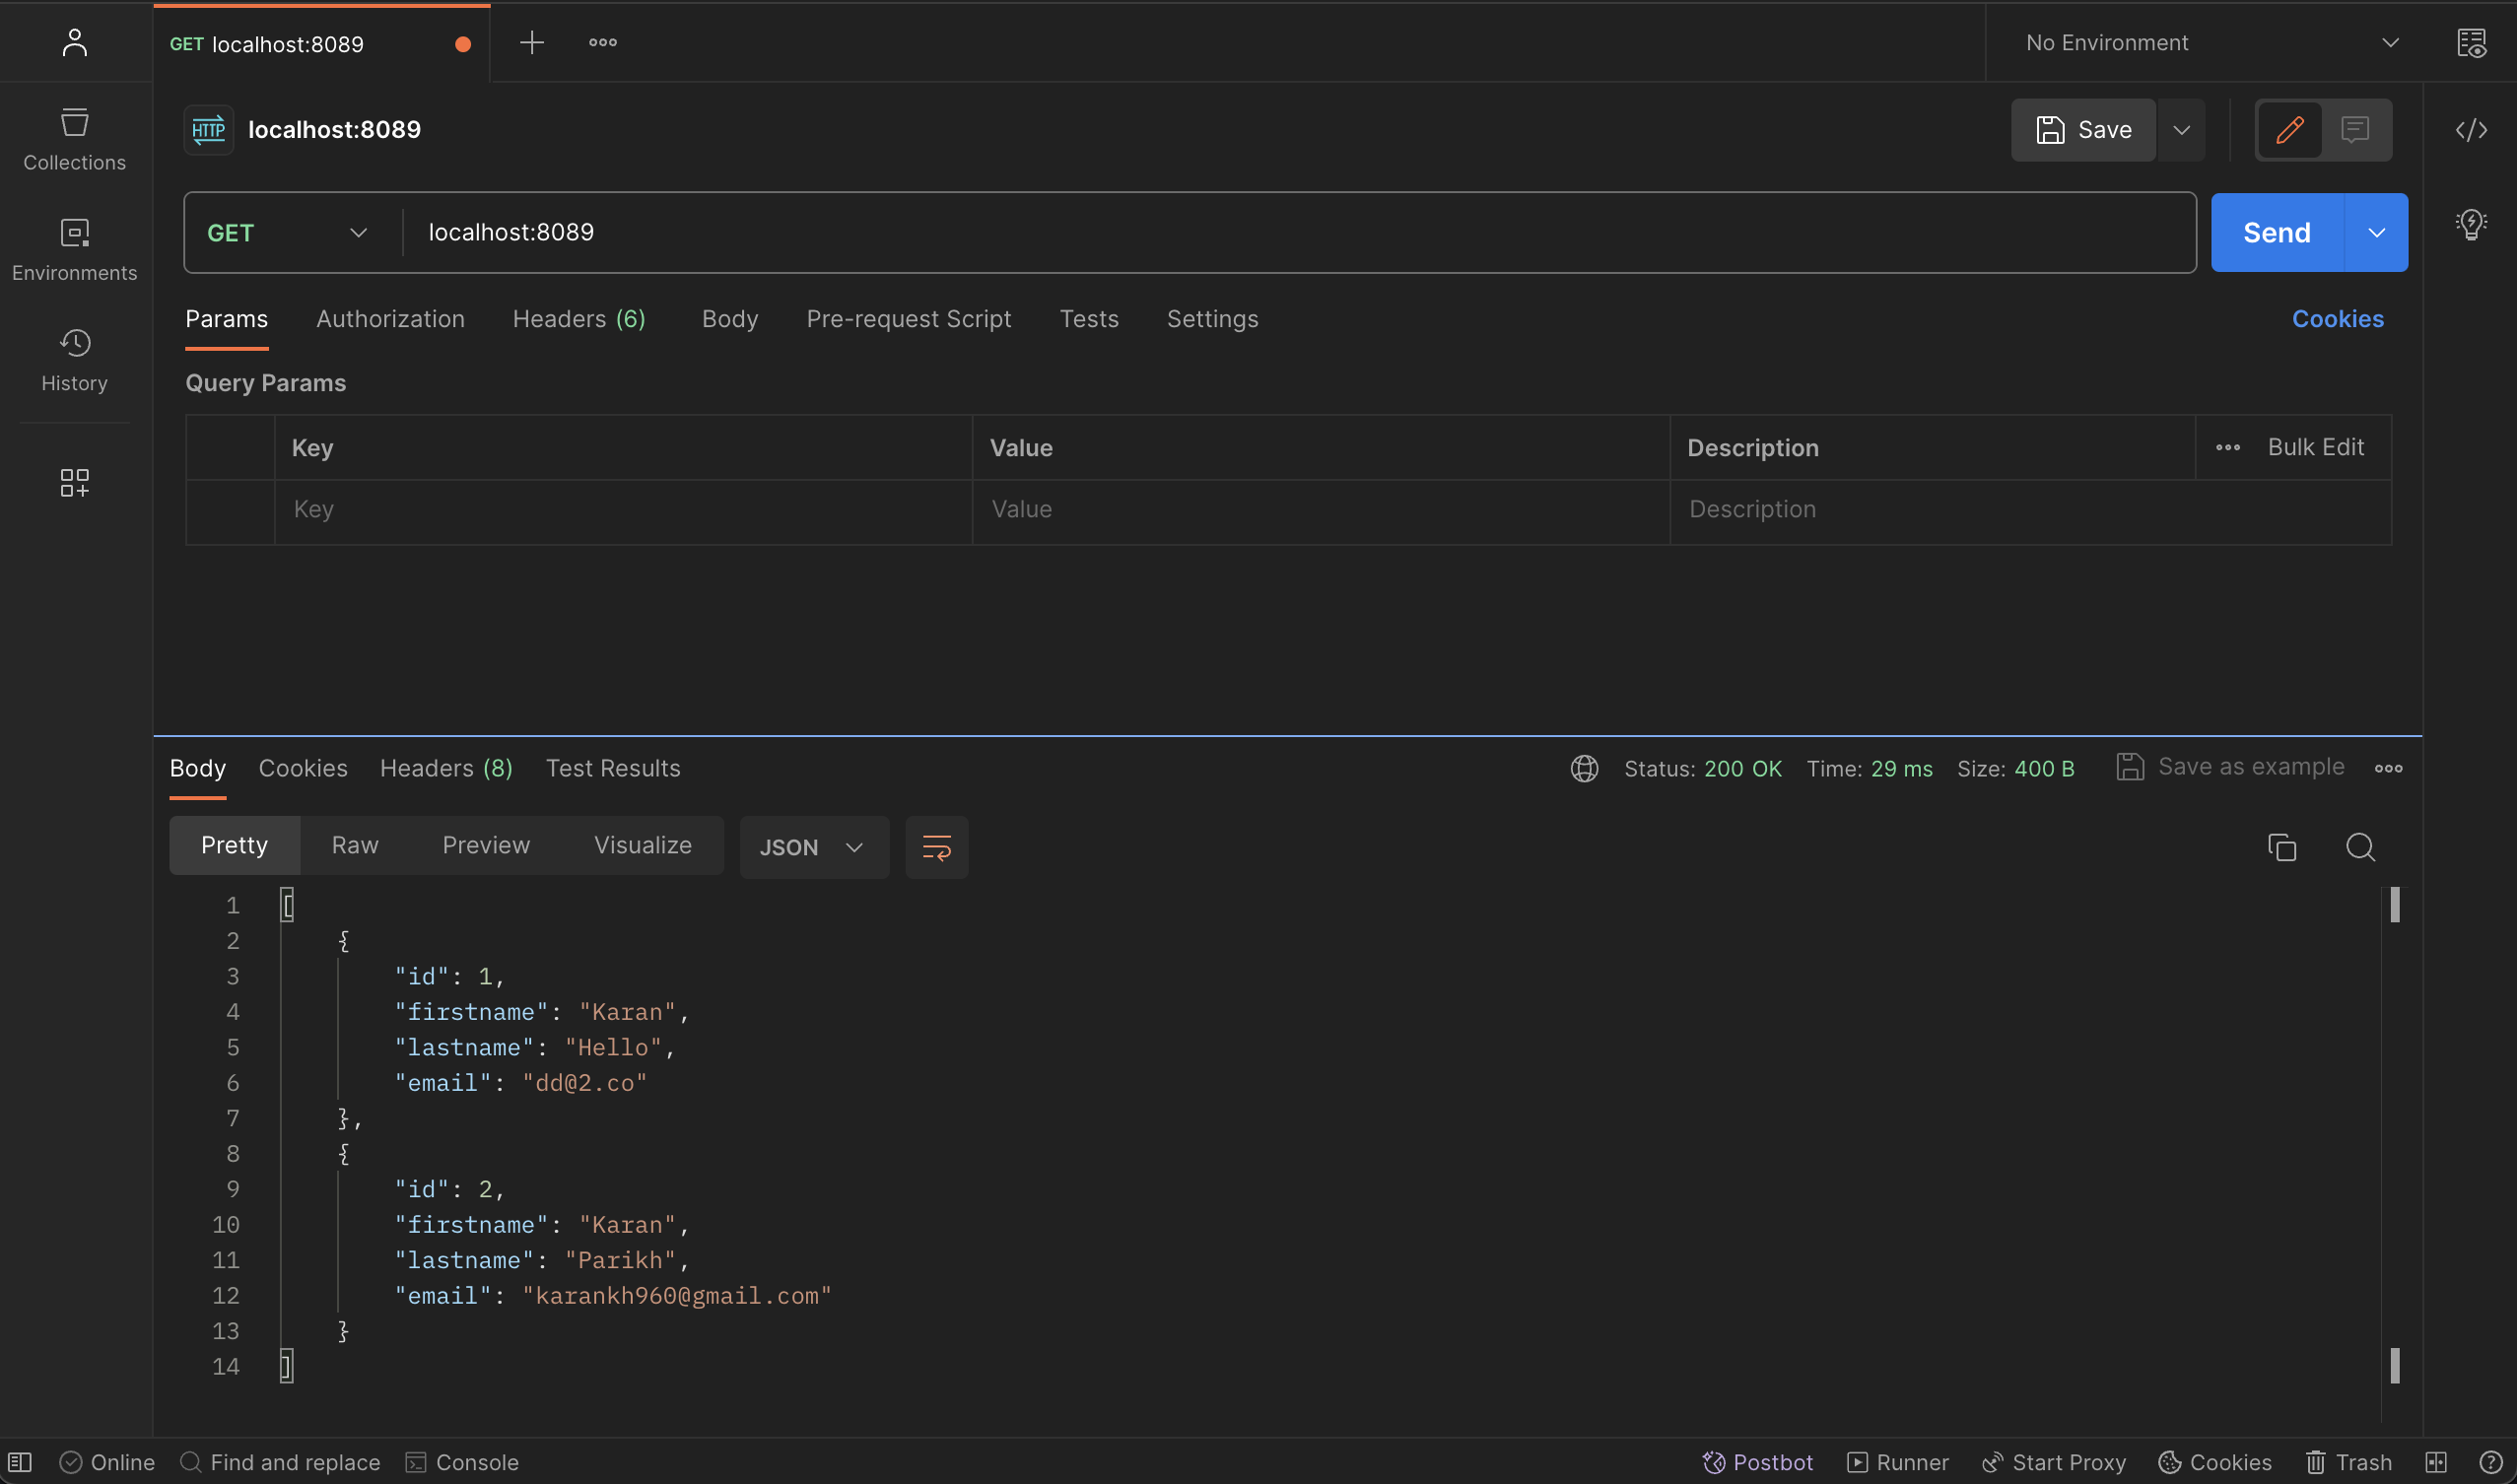 GET localhost:8089
No Environment
HTTP localhost:8089
Save
Collections
Environments
History
GET localhost:8089 Send
Params Authorization Headers (6) Body Pre-request Script Tests Settings Cookies
Query Params
Key Value Description Bulk Edit
Key Value Description
Body Cookies Headers (8) Test Results Status: 200 OK Time: 29 ms Size: 400 B Save as example
Pretty Raw Preview Visualize JSON
1 [
2 {
3 "id": 1,
4 "firstname": "Karan",
5 "lastname": "Hello",
6 "email": "dd@2.co"
7 },
8 {
9 "id": 2,
10 "firstname": "Karan",
11 "lastname": "Parikh",
12 "email": "karankh960@gmail.com"
13 }
14 ]
Online Find and replace Console Postbot Runner Start Proxy Cookies Trash